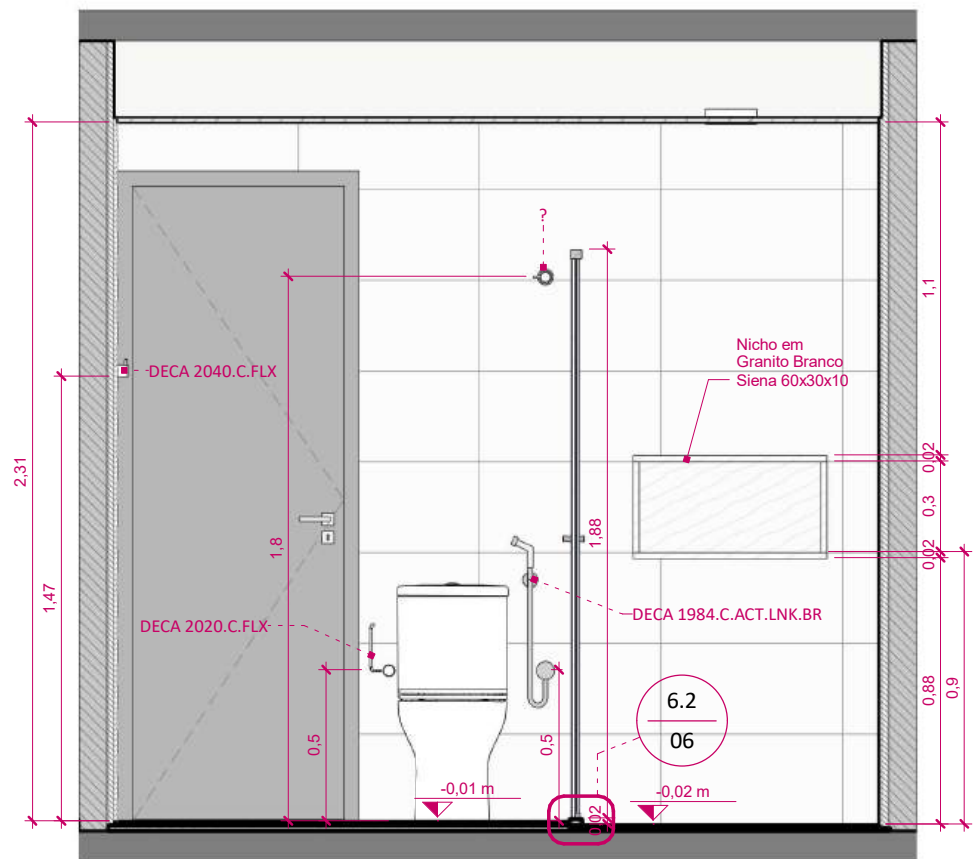 ?
DECA 2040.C.FLX
Nicho em
Granito Branco
Siena 60x30x10
1,1
0,02
0,3
0,02
2,31
1,8
1,88
1,47
DECA 2020.C.FLX
DECA 1984.C.ACT.LNK.BR
6.2
06
0,88
0,9
0,5
0,5
-0,01 m
-0,02 m
0,02